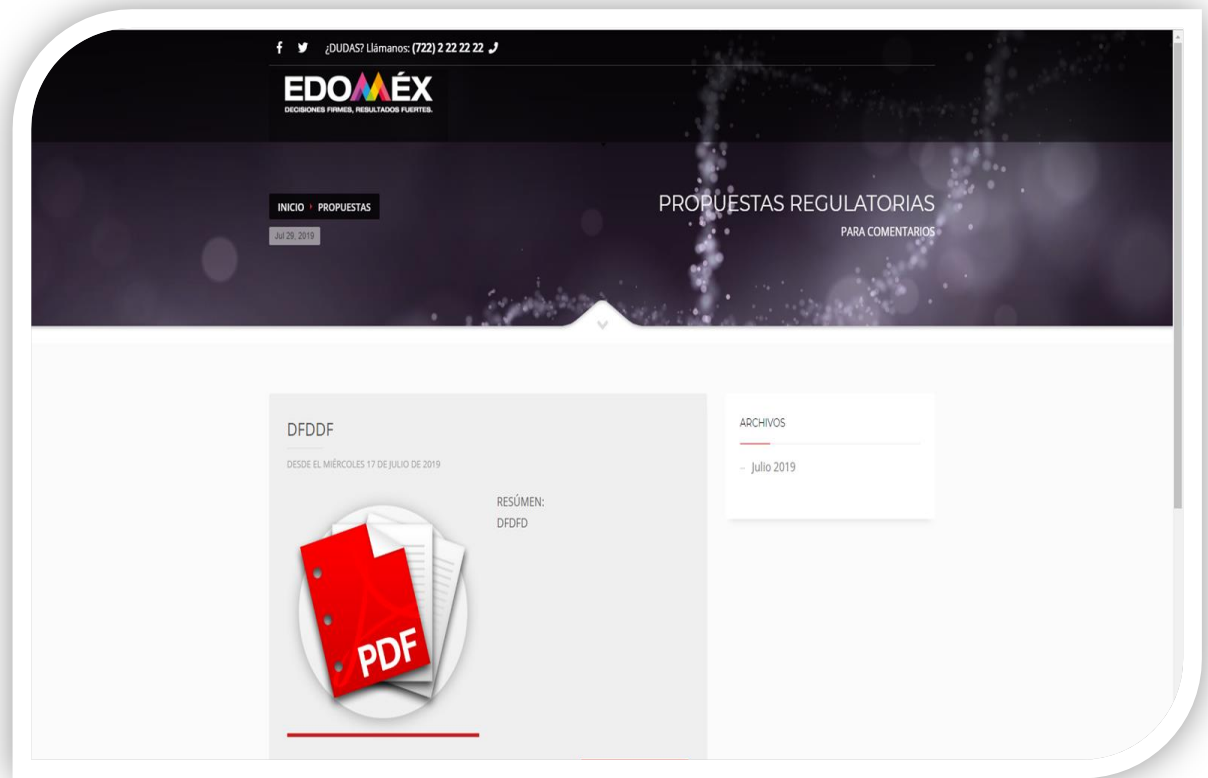 ¿DUDAS? Llámanos: (722) 2 22 22 22
EDOMÉX
DECISIONES FIRMES, RESULTADOS FUERTES.
INICIO PROPUESTAS
Jul 29, 2019
PROPUESTAS REGULATORIAS
PARA COMENTARIOS
DFDDF
DESDE EL MIÉRCOLES 17 DE JULIO DE 2019
RESÚMEN:
DFDFD
PDF
ARCHIVOS
– Julio 2019